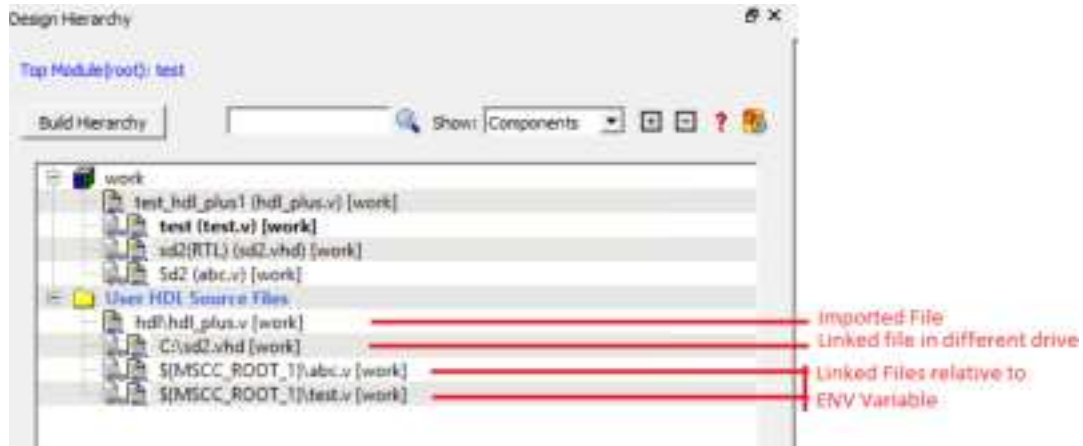 Design Hierarchy
Top Module(root): test
Build Hierarchy
Show: Components
?
work
test_hdl_plus1 (hdl_plus.v) [work]
test (test.v) [work]
sd2(RTL) (sd2.vhd) [work]
Sd2 (abc.v) [work]
User HDL Source Files
hdl\hdl_plus.v [work]
Imported File
C:\sd2.vhd [work]
Linked file in different drive
${MSCC_ROOT_1}\abc.v [work]
Linked Files relative to
${MSCC_ROOT_1}\test.v [work]
ENV Variable